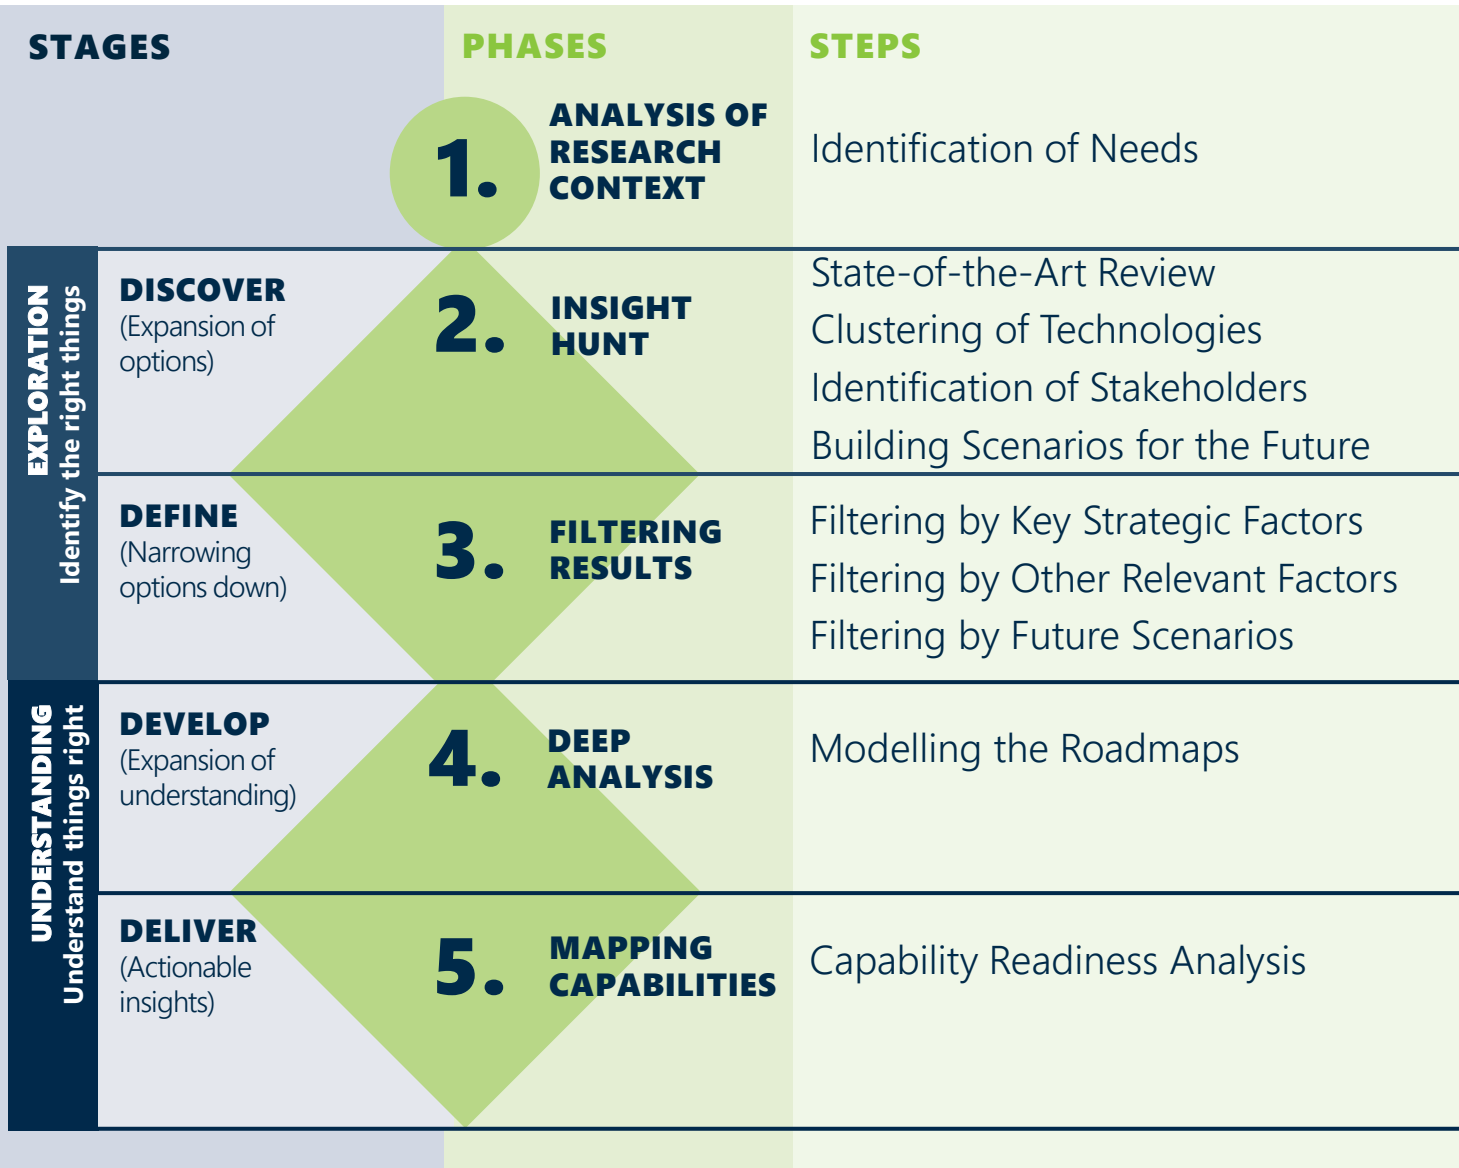 STAGES
PHASES
STEPS
1.
ANALYSIS OF
RESEARCH
CONTEXT
Identification of Needs
EXPLORATION
Identify the right things
DISCOVER
(Expansion of
options)
2.
INSIGHT
HUNT
State-of-the-Art Review
Clustering of Technologies
Identification of Stakeholders
Building Scenarios for the Future
DEFINE
(Narrowing
options down)
3.
FILTERING
RESULTS
Filtering by Key Strategic Factors
Filtering by Other Relevant Factors
Filtering by Future Scenarios
UNDERSTANDING
Understand things right
DEVELOP
(Expansion of
understanding)
4.
DEEP
ANALYSIS
Modelling the Roadmaps
DELIVER
(Actionable
insights)
5.
MAPPING
CAPABILITIES
Capability Readiness Analysis